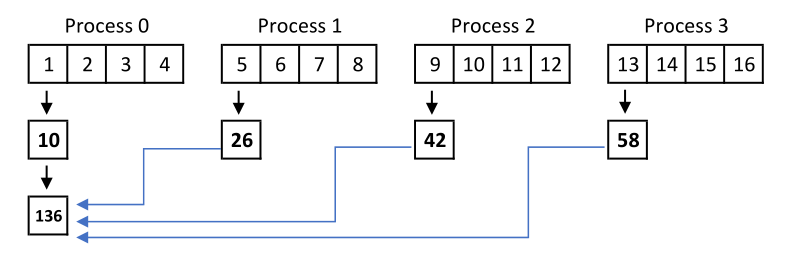 Process 0 Process 1 Process 2 Process 3
1 2 3 4 5 6 7 8 9 10 11 12 13 14 15 16
10 26 42 58
136